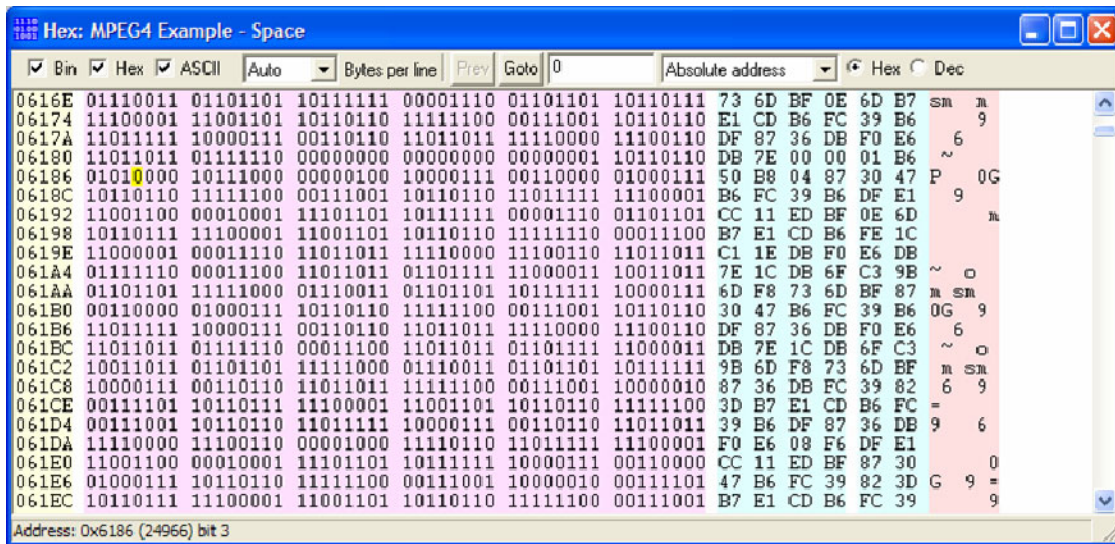 Hex: MPEG4 Example - Space
Bin Hex ASCII Auto Bytes per line Prev Goto 0 Absolute address Hex Dec
0616E 01110011 01101101 10111111 00001110 01101101 10110111 73 6D BF 0E 6D B7 sm m
06174 11100001 11001101 10110110 11111100 00111001 10110110 E1 CD B6 FC 39 B6 9
0617A 11011111 10000111 00110110 11011011 11110000 11100110 DF 87 36 DB F0 E6 6
06180 11011011 01111110 00000000 00000000 00000001 10110110 DB 7E 00 00 01 B6 ~
06186 01010000 10111000 00000100 10000111 00110000 01000111 50 B8 04 87 30 47 P 0G
0618C 10110110 11111100 00111001 10110110 11011111 11100001 B6 FC 39 B6 DF E1 9
06192 11001100 00010001 11101101 10111111 00001110 01101101 CC 11 ED BF 0E 6D m
06198 10110111 11100001 11001101 10110110 11111110 00011100 B7 E1 CD B6 FE 1C
0619E 11000001 00011110 11011011 11110000 11100110 11011011 C1 1E DB F0 E6 DB
061A4 01111110 00011100 11011011 01101111 11000011 10011011 7E 1C DB 6F C3 9B ~ o
061AA 01101101 11111000 01110011 01101101 10111111 10000111 6D F8 73 6D BF 87 m sm
061B0 00110000 01000111 10110110 11111100 00111001 10110110 30 47 B6 FC 39 B6 0G 9
061B6 11011111 10000111 00110110 11011011 11110000 11100110 DF 87 36 DB F0 E6 6
061BC 11011011 01111110 00011100 11011011 01101111 11000011 DB 7E 1C DB 6F C3 ~ o
061C2 10011011 01101101 11111000 01110011 01101101 10111111 9B 6D F8 73 6D BF m sm
061C8 10000111 00110110 11011011 11111100 00111001 10000010 87 36 DB FC 39 82 6 9
061CE 00111101 10110111 11100001 11001101 10110110 11111100 3D B7 E1 CD B6 FC =
061D4 00111001 10110110 11011111 10000111 00110110 11011011 39 B6 DF 87 36 DB 9 6
061DA 11110000 11100110 00001000 11110110 11011111 11100001 F0 E6 08 F6 DF E1
061E0 11001100 00010001 11101101 10111111 10000111 00110000 CC 11 ED BF 87 30 0
061E6 01000111 10110110 11111100 00111001 10000010 00111101 47 B6 FC 39 82 3D G 9 =
061EC 10110111 11100001 11001101 10110110 11111100 00111001 B7 E1 CD B6 FC 39 9
Address: 0x6186 (24966) bit 3